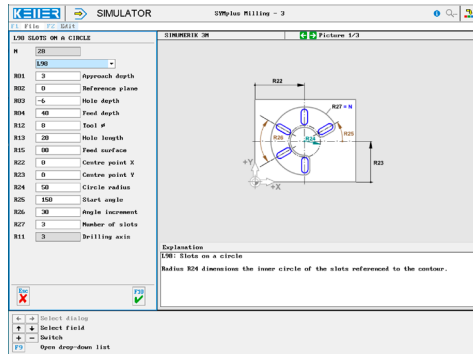 KELLER SIMULATOR SYMplus Milling - 3
F1 File F2 Edit
L90 SLOTS ON A CIRCLE
SINUMERIK 3M Picture 1/3
N 20
L90
R01 3 Approach depth
R02 0 Reference plane
R03 -6 Hole depth
R04 40 Feed depth
R12 0 Tool ø
R13 20 Hole length
R15 80 Feed surface
R22 0 Centre point X
R23 0 Centre point Y
R24 50 Circle radius
R25 150 Start angle
R26 30 Angle increment
R27 3 Number of slots
R11 3 Drilling axis
R22
R27 = N
R26
R24
R25
R23
+Y
+X
Explanation
L90: Slots on a circle
Radius R24 dimensions the inner circle of the slots referenced to the contour.
Esc F10
Select dialog
Select field
+ - Switch
F9 Open drop-down list